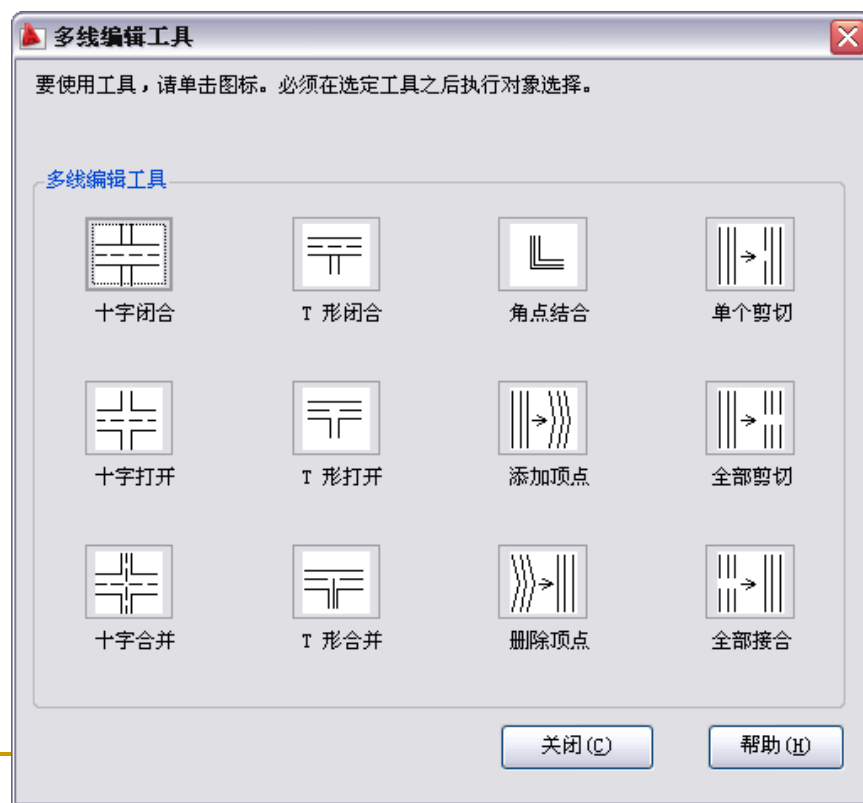 多线编辑工具
要使用工具，请单击图标。必须在选定工具之后执行对象选择。
多线编辑工具
十字闭合 T 形闭合 角点结合 单个剪切
十字打开 T 形打开 添加顶点 全部剪切
十字合并 T 形合并 删除顶点 全部接合
关闭(C) 帮助(H)